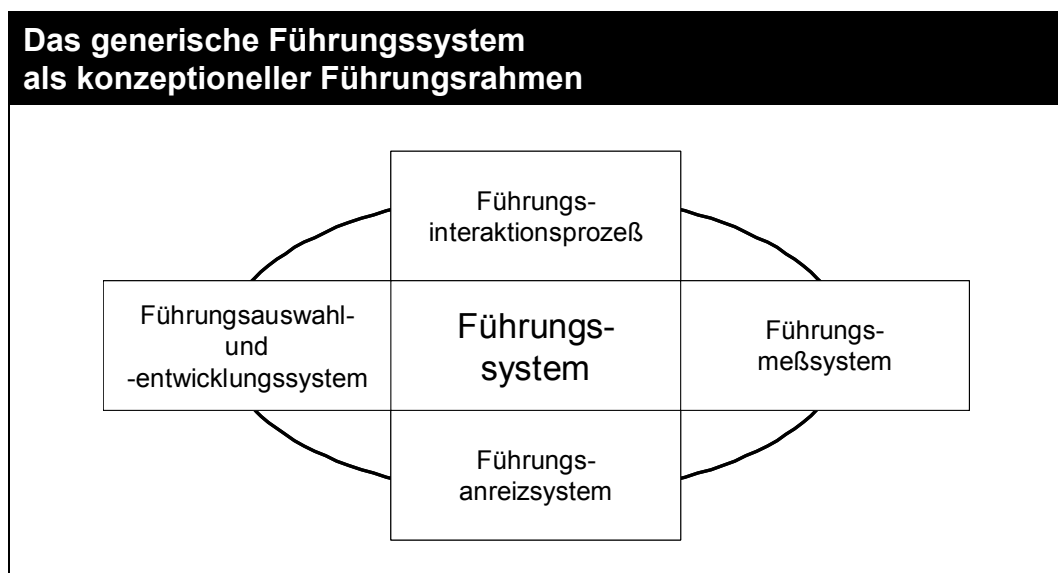 Das generische Führungssystem
als konzeptioneller Führungsrahmen
Führungs-
interaktionsprozeß
Führungsauswahl-
und
-entwicklungssystem
Führungs-
system
Führungs-
meßsystem
Führungs-
anreizsystem